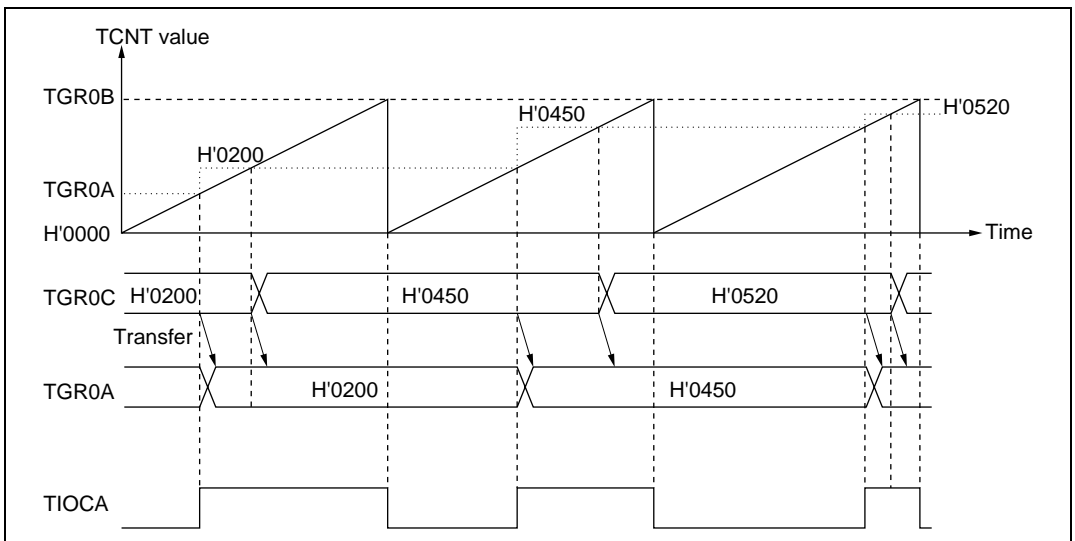 TCNT value
TGR0B
H'0520
H'0450
H'0200
TGR0A
H'0000
Time
TGR0C
H'0200
H'0450
H'0520
Transfer
TGR0A
H'0200
H'0450
TIOCA